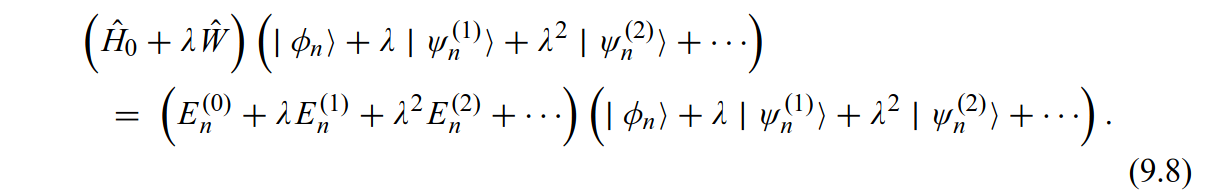 (Ĥ₀ + λŴ) (| ϕₙ⟩ + λ | ψₙ⁽¹⁾⟩ + λ² | ψₙ⁽²⟩⟩ + ⋯)
= (Eₙ⁽⁰⁾ + λEₙ⁽¹⁾ + λ²Eₙ⁽²⁾ + ⋯) (| ϕₙ⟩ + λ | ψₙ⁽¹⁾⟩ + λ² | ψₙ⁽²⁾⟩ + ⋯) .
(9.8)